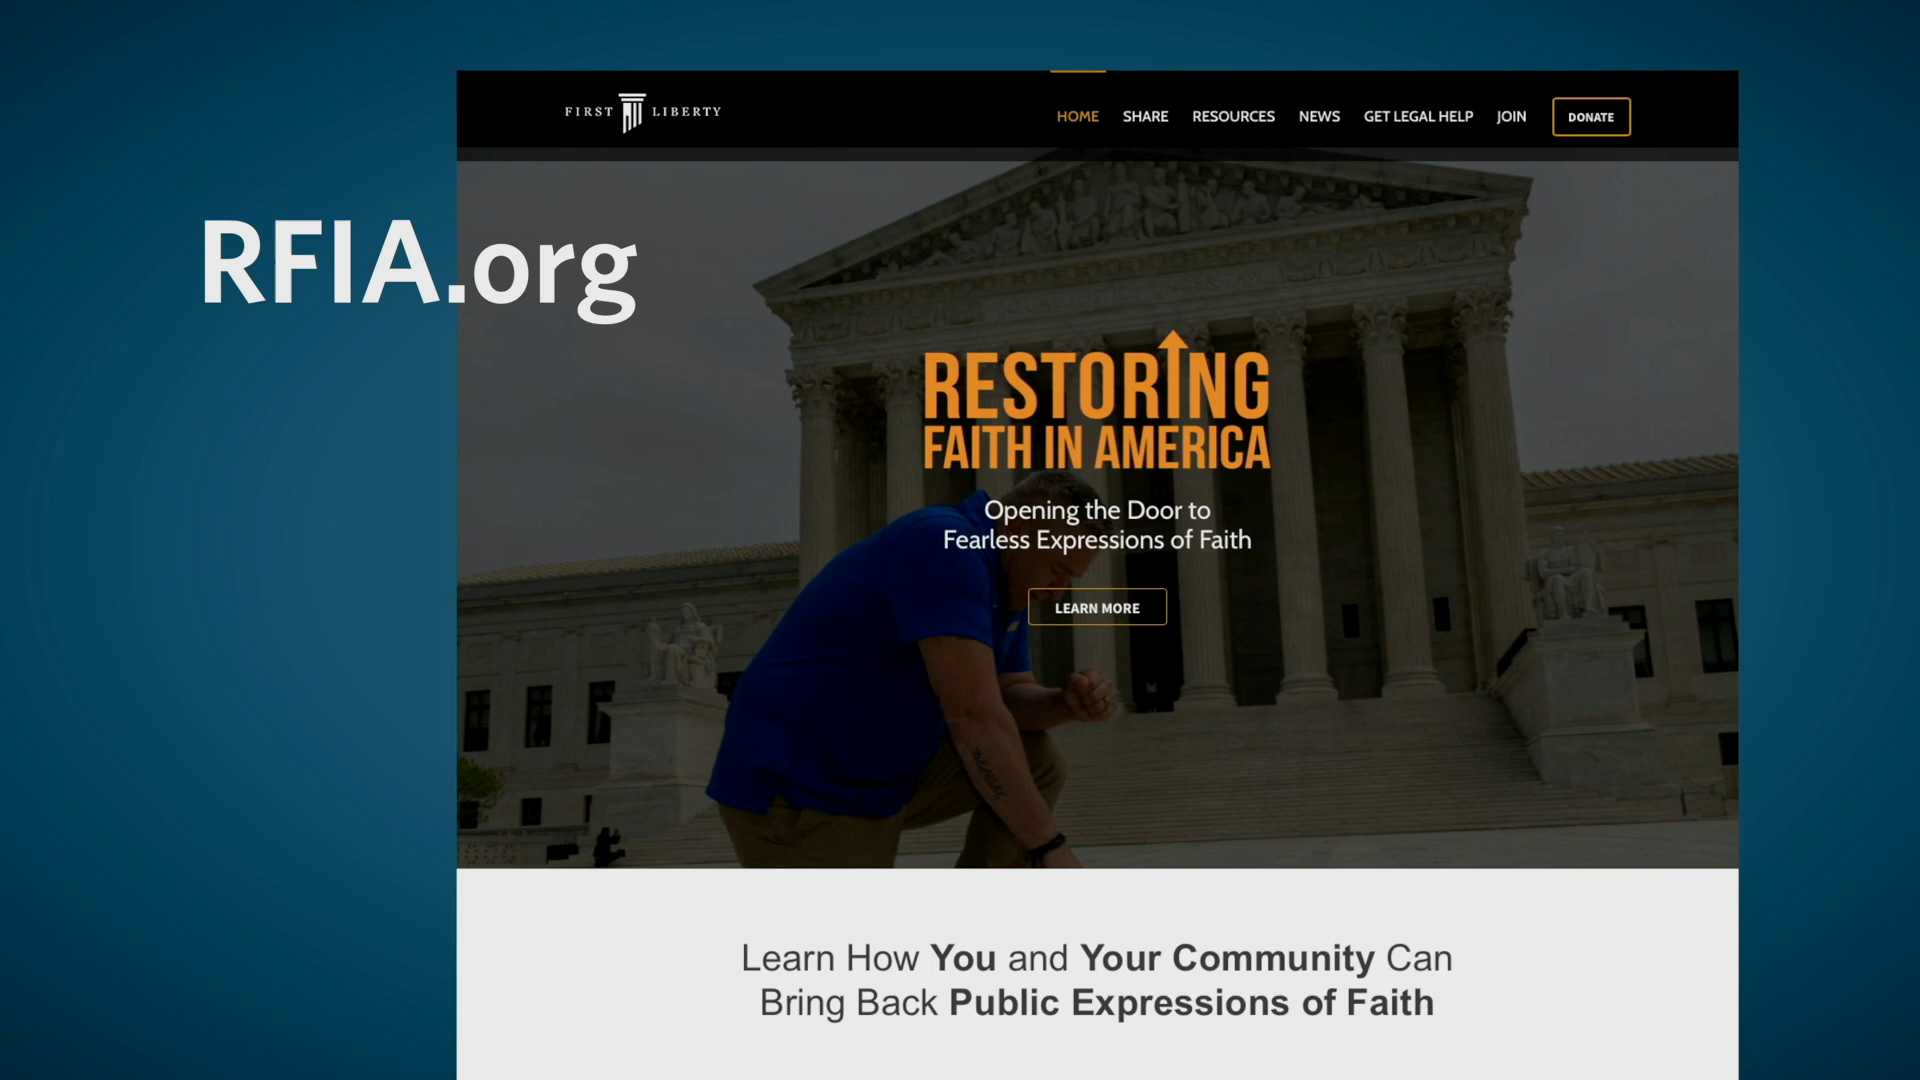 FIRST LIBERTY
HOME SHARE RESOURCES NEWS GET LEGAL HELP JOIN DONATE
RFIA.org
RESTORING
FAITH IN AMERICA
Opening the Door to
Fearless Expressions of Faith
LEARN MORE
Learn How You and Your Community Can
Bring Back Public Expressions of Faith